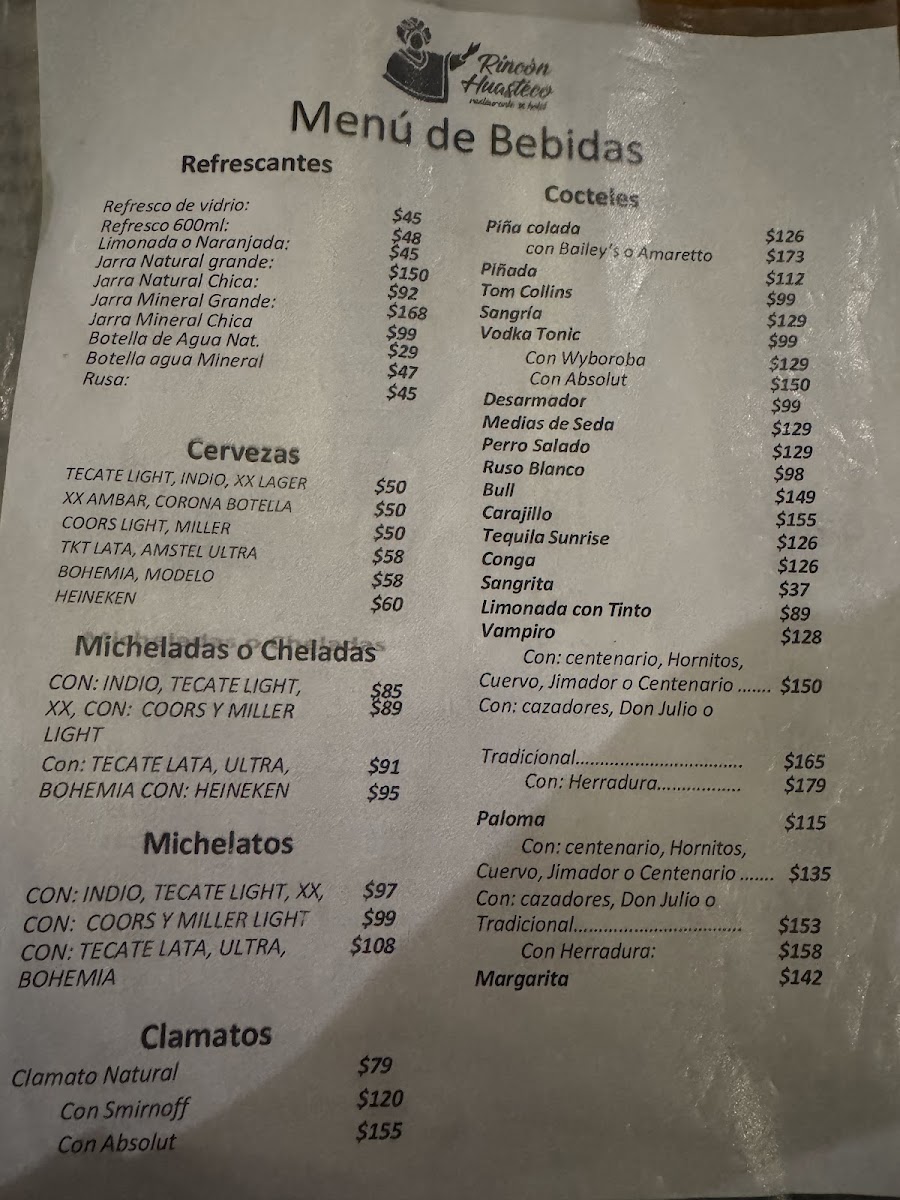 Rincón
Huasteco
restaurante & hotel
Menú de Bebidas
Refrescantes
Refresco de vidrio: $45
Refresco 600ml: $48
Limonada o Naranjada: $45
Jarra Natural grande: $150
Jarra Natural Chica: $92
Jarra Mineral Grande: $168
Jarra Mineral Chica $99
Botella de Agua Nat. $29
Botella agua Mineral $47
Rusa: $45
Cervezas
TECATE LIGHT, INDIO, XX LAGER $50
XX AMBAR, CORONA BOTELLA $50
COORS LIGHT, MILLER $50
TKT LATA, AMSTEL ULTRA $58
BOHEMIA, MODELO $58
HEINEKEN $60
Micheladas o Cheladas
CON: INDIO, TECATE LIGHT, $85
XX, CON: COORS Y MILLER $89
LIGHT
Con: TECATE LATA, ULTRA, $91
BOHEMIA CON: HEINEKEN $95
Michelatos
CON: INDIO, TECATE LIGHT, XX, $97
CON: COORS Y MILLER LIGHT $99
CON: TECATE LATA, ULTRA, $108
BOHEMIA
Clamatos
Clamato Natural $79
Con Smirnoff $120
Con Absolut $155
Cocteles
Piña colada $126
con Bailey's o Amaretto $173
Piñada $112
Tom Collins $99
Sangría $129
Vodka Tonic $99
Con Wyboroba $129
Con Absolut $150
Desarmador $99
Medias de Seda $129
Perro Salado $129
Ruso Blanco $98
Bull $149
Carajillo $155
Tequila Sunrise $126
Conga $126
Sangrita $37
Limonada con Tinto $89
Vampiro $128
Con: centenario, Hornitos,
Cuervo, Jimador o Centenario ....... $150
Con: cazadores, Don Julio o
Tradicional.................................. $165
Con: Herradura................. $179
Paloma $115
Con: centenario, Hornitos,
Cuervo, Jimador o Centenario ....... $135
Con: cazadores, Don Julio o
Tradicional.................................. $153
Con Herradura: $158
Margarita $142